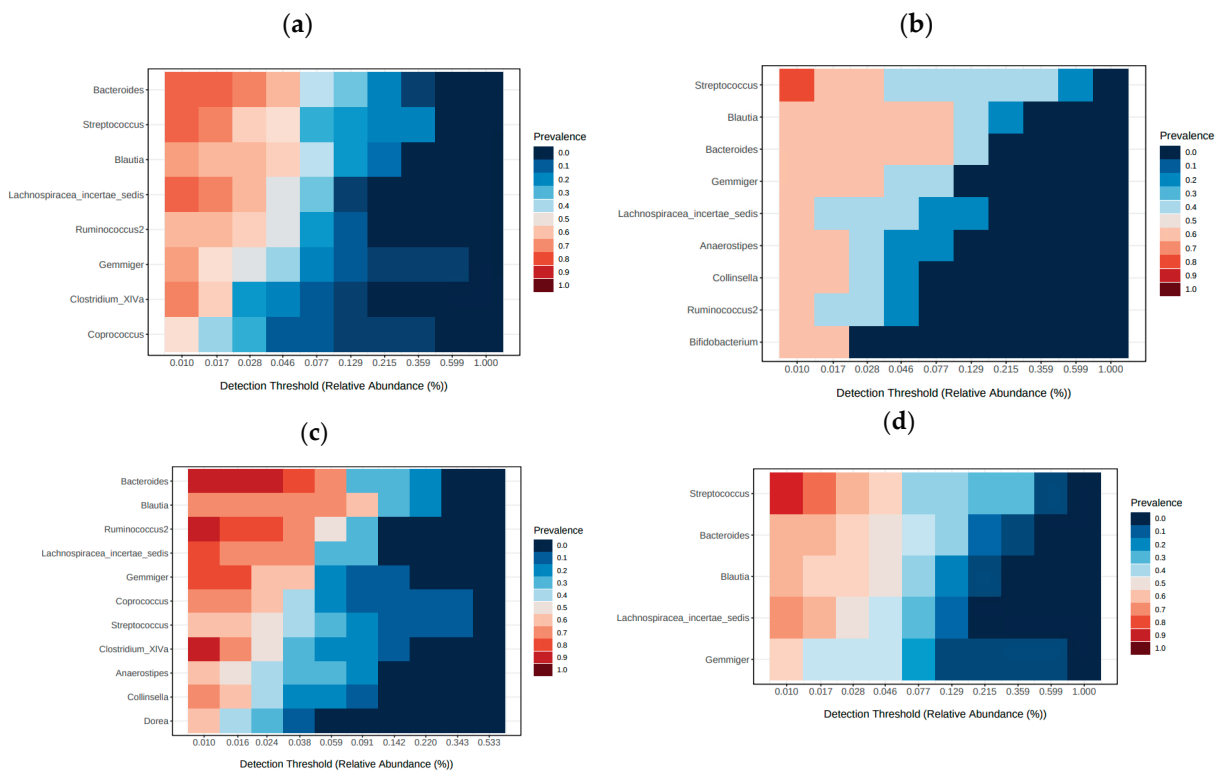 (a)
Bacteroides
Streptococcus
Blautia
Lachnospiracea_incertae_sedis
Ruminococcus2
Gemmiger
Clostridium_XIVa
Coprococcus
0.010 0.017 0.028 0.046 0.077 0.129 0.215 0.359 0.599 1.000
Detection Threshold (Relative Abundance (%))
Prevalence
0.0
0.1
0.2
0.3
0.4
0.5
0.6
0.7
0.8
0.9
1.0
(b)
Streptococcus
Blautia
Bacteroides
Gemmiger
Lachnospiracea_incertae_sedis
Anaerostipes
Collinsella
Ruminococcus2
Bifidobacterium
0.010 0.017 0.028 0.046 0.077 0.129 0.215 0.359 0.599 1.000
Detection Threshold (Relative Abundance (%))
Prevalence
0.0
0.1
0.2
0.3
0.4
0.5
0.6
0.7
0.8
0.9
1.0
(c)
Bacteroides
Blautia
Ruminococcus2
Lachnospiracea_incertae_sedis
Gemmiger
Coprococcus
Streptococcus
Clostridium_XIVa
Anaerostipes
Collinsella
Dorea
0.010 0.016 0.024 0.038 0.059 0.091 0.142 0.220 0.343 0.533
Detection Threshold (Relative Abundance (%))
Prevalence
0.0
0.1
0.2
0.3
0.4
0.5
0.6
0.7
0.8
0.9
1.0
(d)
Streptococcus
Bacteroides
Blautia
Lachnospiracea_incertae_sedis
Gemmiger
0.010 0.017 0.028 0.046 0.077 0.129 0.215 0.359 0.599 1.000
Detection Threshold (Relative Abundance (%))
Prevalence
0.0
0.1
0.2
0.3
0.4
0.5
0.6
0.7
0.8
0.9
1.0